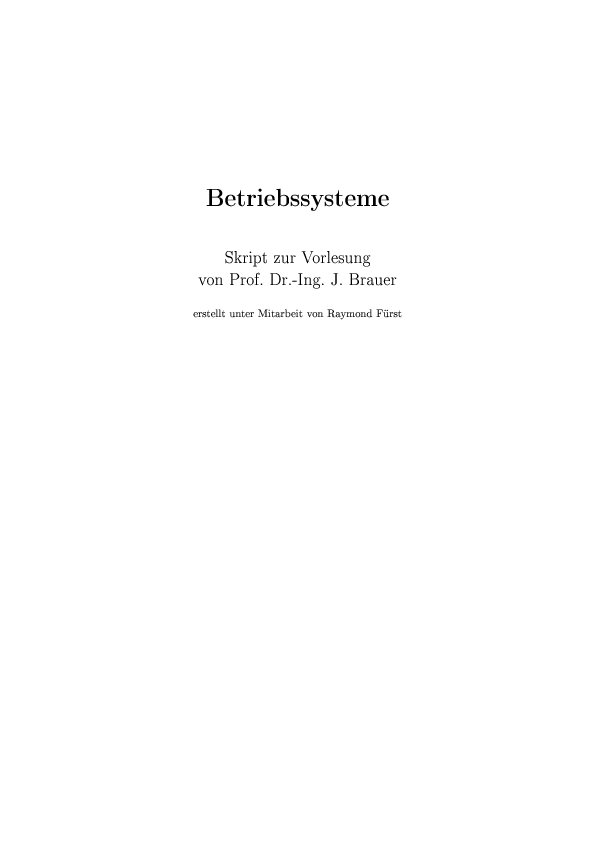 Betriebssysteme
Skript zur Vorlesung
von Prof. Dr.-Ing. J. Brauer
erstellt unter Mitarbeit von Raymond Fürst